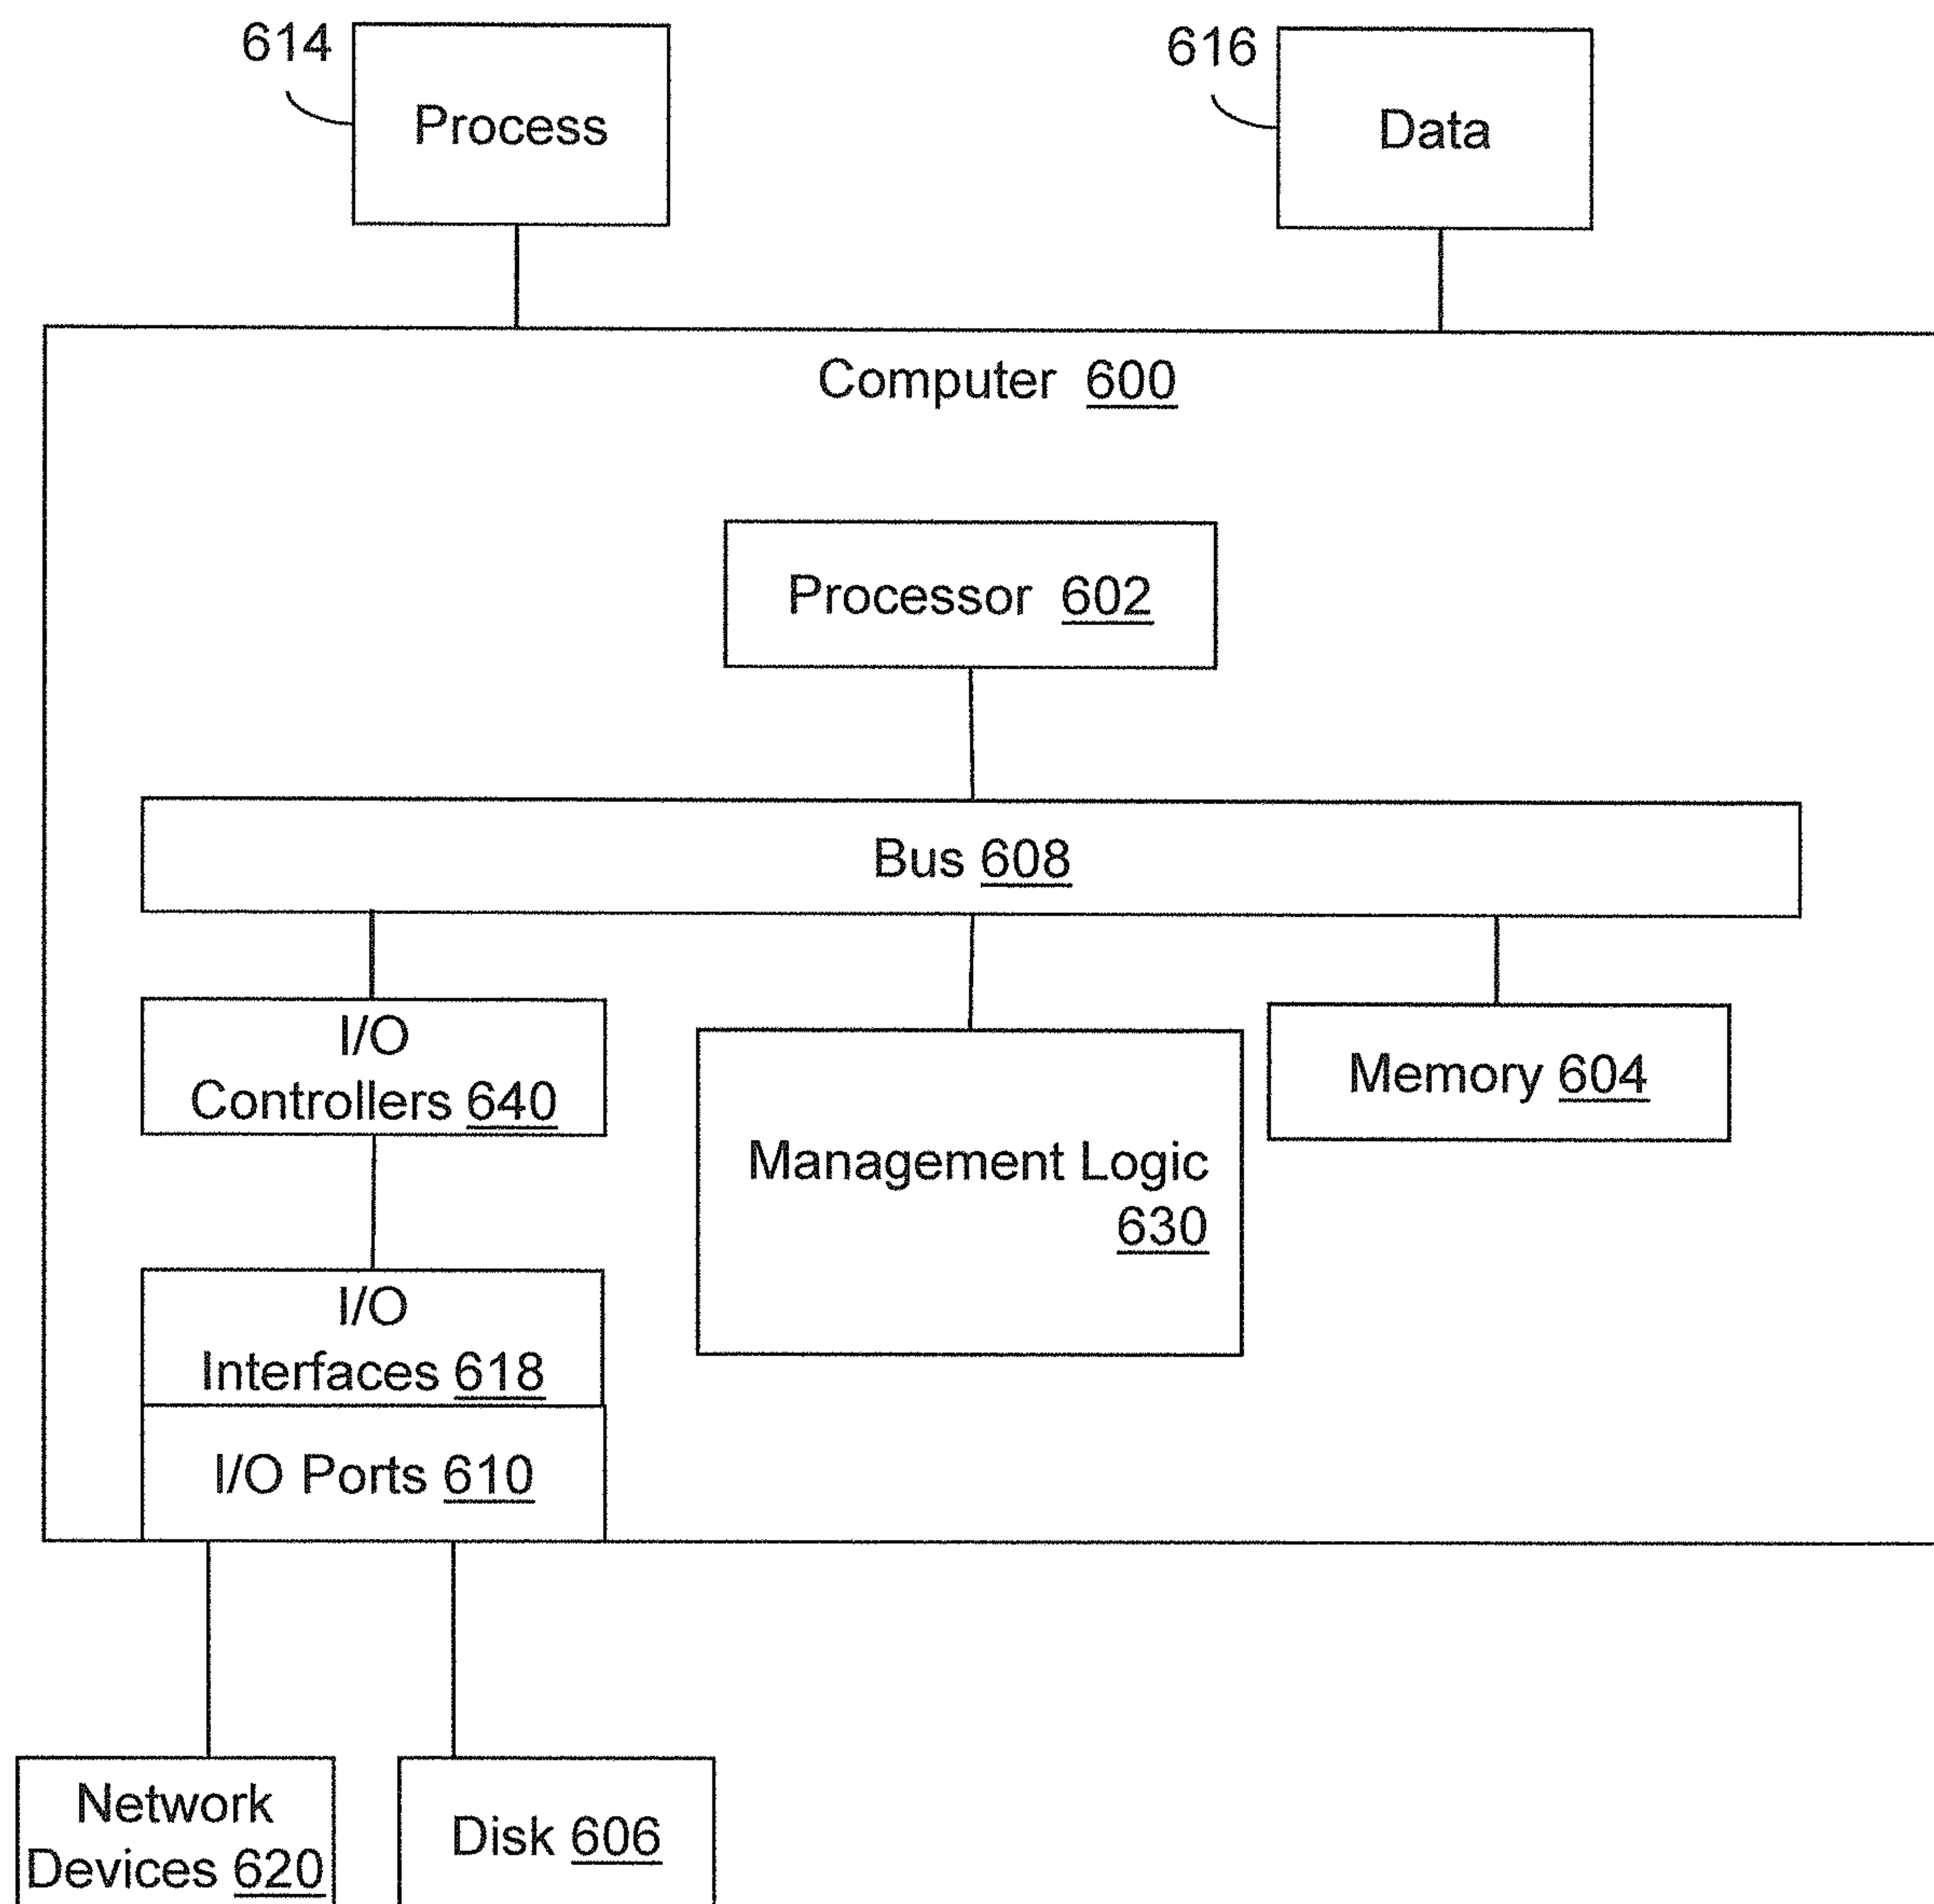 614
Process
616
Data
Computer 600
Processor 602
Bus 608
I/O
Controllers 640
Management Logic
630
Memory 604
I/O
Interfaces 618
I/O Ports 610
Network
Devices 620
Disk 606